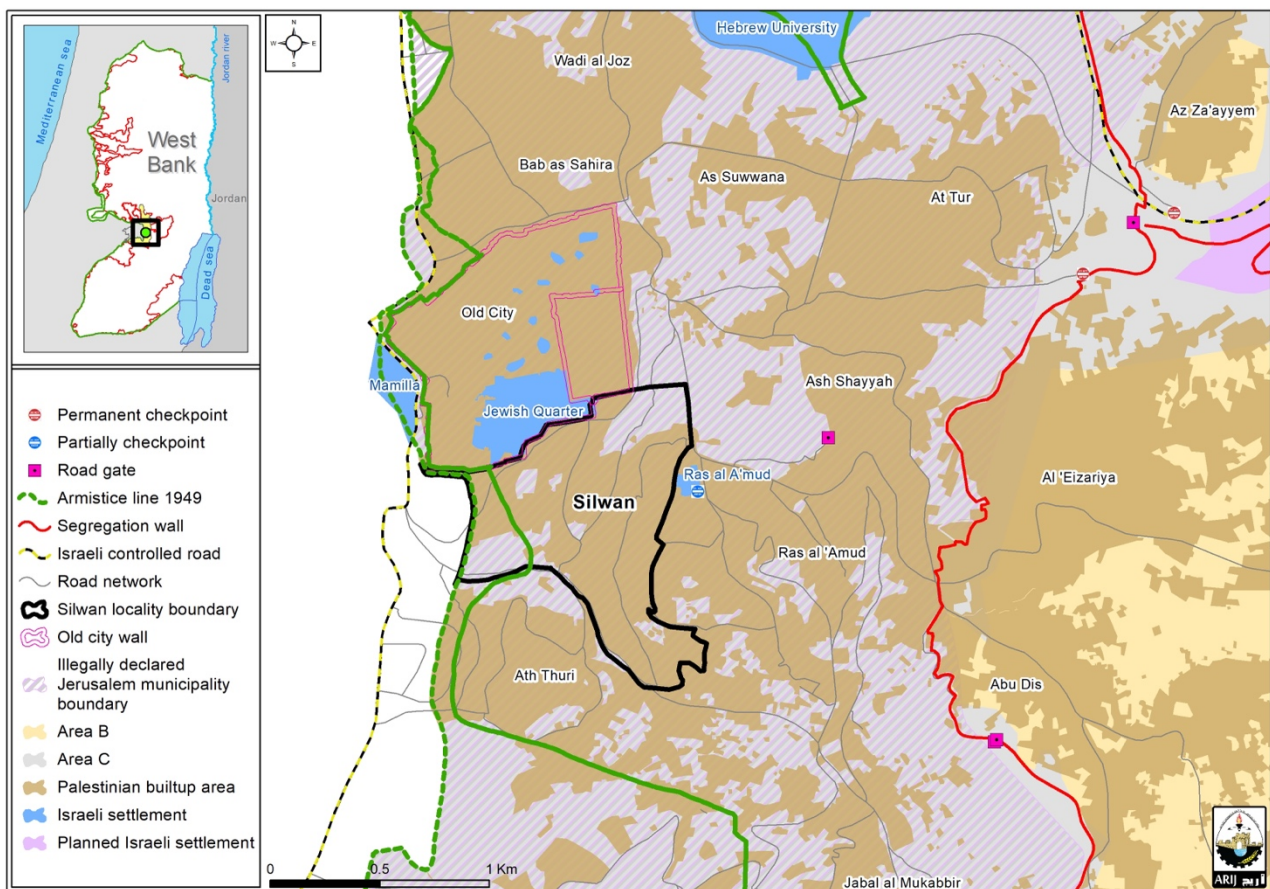 Mediterranean sea
Jordan river
West
Bank
Jordan
Dead sea
Permanent checkpoint
Partially checkpoint
Road gate
Armistice line 1949
Segregation wall
Israeli controlled road
Road network
Silwan locality boundary
Old city wall
Illegally declared
Jerusalem municipality
boundary
Area B
Area C
Palestinian builtup area
Israeli settlement
Planned Israeli settlement
N
W
E
S
Hebrew University
Wadi al Joz
Az Za'ayyem
Bab as Sahira
As Suwwana
At Tur
Old City
Mamilla
Ash Shayyah
Jewish Quarter
Ras al A'mud
Al 'Eizariya
Silwan
Ras al 'Amud
Ath Thuri
Abu Dis
Jabal al Mukabbir
0
0.5
1 Km
ARIJ أريج